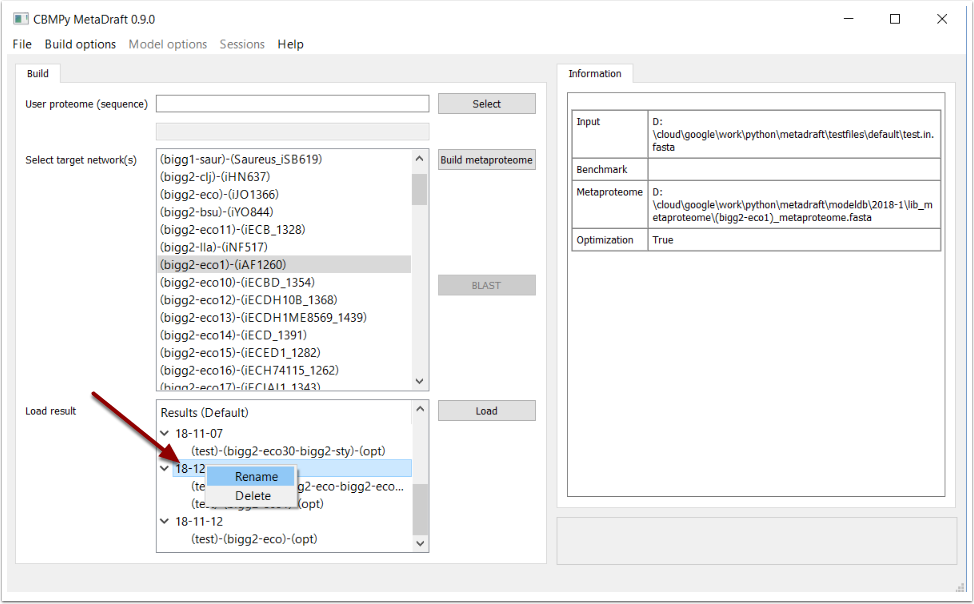 CBMPy MetaDraft 0.9.0
File Build options Model options Sessions Help
Build
User proteome (sequence)
Select
Select target network(s)
(bigg1-saur)-(Saureus_iSB619)
(bigg2-clj)-(iHN637)
(bigg2-eco)-(iJO1366)
(bigg2-bsu)-(iYO844)
(bigg2-eco11)-(iECB_1328)
(bigg2-lla)-(iNF517)
(bigg2-eco1)-(iAF1260)
(bigg2-eco10)-(iECBD_1354)
(bigg2-eco12)-(iECDH10B_1368)
(bigg2-eco13)-(iECDH1ME8569_1439)
(bigg2-eco14)-(iECD_1391)
(bigg2-eco15)-(iECED1_1282)
(bigg2-eco16)-(iECH74115_1262)
(bigg2-eco17)-(iECIAI1_1343)
Build metaproteome
BLAST
Load result
Results (Default)
18-11-07
(test)-(bigg2-eco30-bigg2-sty)-(opt)
18-12
Rename
Delete
g2-eco-bigg2-eco...
(opt)
18-11-12
(test)-(bigg2-eco)-(opt)
Load
Information
Input
D:
\cloud\google\work\python\metadraft\testfiles\default\test.in.
fasta
Benchmark
Metaproteome
D:
\cloud\google\work\python\metadraft\modeldb\2018-1\lib_m
etaproteome\(bigg2-eco1)_metaproteome.fasta
Optimization
True